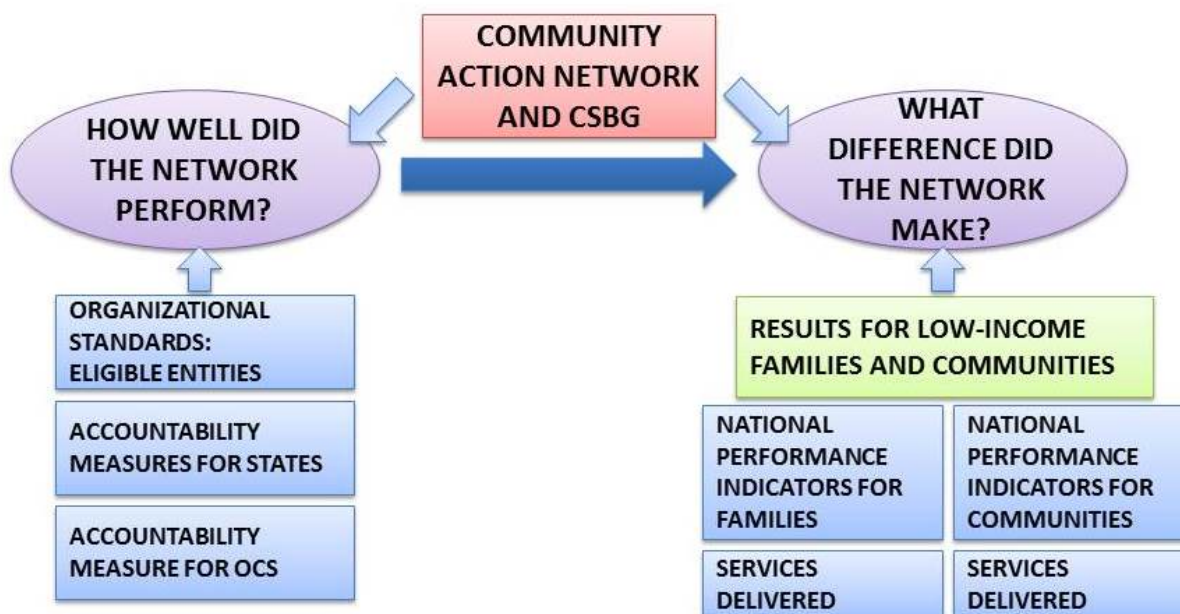 COMMUNITY
ACTION NETWORK
AND CSBG
HOW WELL DID
THE NETWORK
PERFORM?
WHAT
DIFFERENCE DID
THE NETWORK
MAKE?
ORGANIZATIONAL
STANDARDS:
ELIGIBLE ENTITIES
ACCOUNTABILITY
MEASURES FOR STATES
ACCOUNTABILITY
MEASURE FOR OCS
RESULTS FOR LOW-INCOME
FAMILIES AND COMMUNITIES
NATIONAL
PERFORMANCE
INDICATORS FOR
FAMILIES
NATIONAL
PERFORMANCE
INDICATORS FOR
COMMUNITIES
SERVICES
DELIVERED
SERVICES
DELIVERED